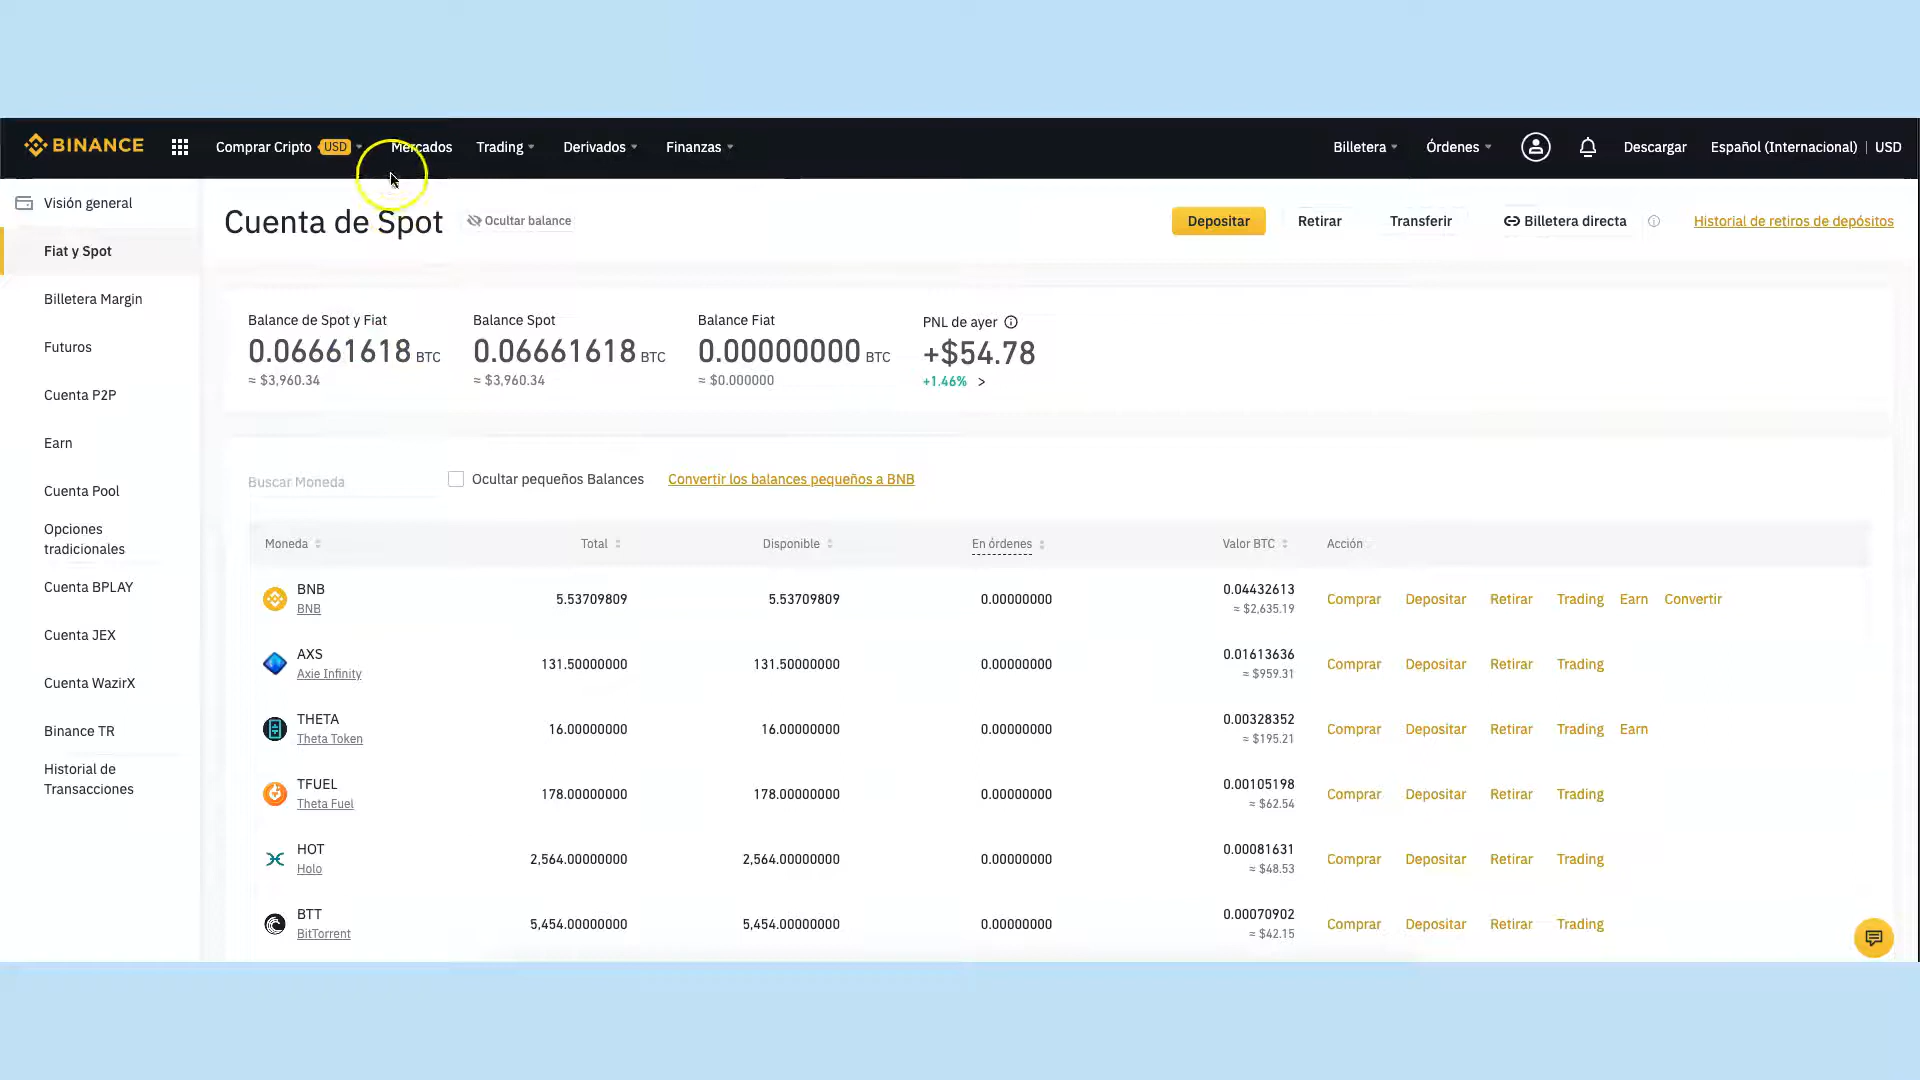 BINANCE Comprar Cripto USD Mercados Trading Derivados Finanzas Billetera Órdenes Descargar Español (Internacional) | USD
Visión general
Fiat y Spot
Billetera Margin
Futuros
Cuenta P2P
Earn
Cuenta Pool
Opciones
tradicionales
Cuenta BPLAY
Cuenta JEX
Cuenta WazirX
Binance TR
Historial de
Transacciones
Cuenta de Spot Ocultar balance Depositar Retirar Transferir Billetera directa Historial de retiros de depósitos
Balance de Spot y Fiat Balance Spot Balance Fiat PNL de ayer
0.06661618 BTC 0.06661618 BTC 0.00000000 BTC +$54.78
≈ $3,960.34 ≈ $3,960.34 ≈ $0.000000 +1.46% >
Buscar Moneda Ocultar pequeños Balances Convertir los balances pequeños a BNB
Moneda Total Disponible En órdenes Valor BTC Acción
BNB 5.53709809 5.53709809 0.00000000 0.04432613 Comprar Depositar Retirar Trading Earn Convertir
BNB ≈ $2,635.19
AXS 131.50000000 131.50000000 0.00000000 0.01613636 Comprar Depositar Retirar Trading
Axie Infinity ≈ $959.31
THETA 16.00000000 16.00000000 0.00000000 0.00328352 Comprar Depositar Retirar Trading Earn
Theta Token ≈ $195.21
TFUEL 178.00000000 178.00000000 0.00000000 0.00105198 Comprar Depositar Retirar Trading
Theta Fuel ≈ $62.54
HOT 2,564.00000000 2,564.00000000 0.00000000 0.00081631 Comprar Depositar Retirar Trading
Holo ≈ $48.53
BTT 5,454.00000000 5,454.00000000 0.00000000 0.00070902 Comprar Depositar Retirar Trading
BitTorrent ≈ $42.15